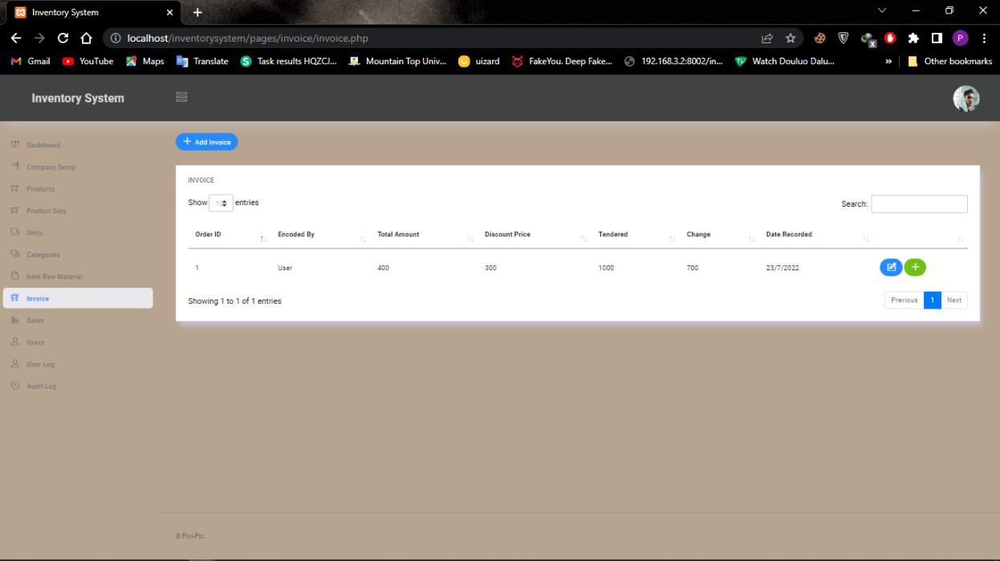 Inventory System
localhost/inventorysystem/pages/invoice/invoice.php
Gmail YouTube Maps Translate Task results HQZCJ... Mountain Top Univ... uizard FakeYou. Deep Fake... 192.168.3.2:8002/in... Watch Douluo Dalu... » Other bookmarks
Inventory System
Add Invoice
Dashboard
Company Setup
Products
Product Sets
Units
Categories
Item Raw Material
Invoice
Sales
Users
User Log
Audit Log
INVOICE
Show 10 entries Search:
Order ID Encoded By Total Amount Discount Price Tendered Change Date Recorded
1 User 400 300 1000 700 23/7/2022
Showing 1 to 1 of 1 entries Previous 1 Next
© Pixi-Pic.